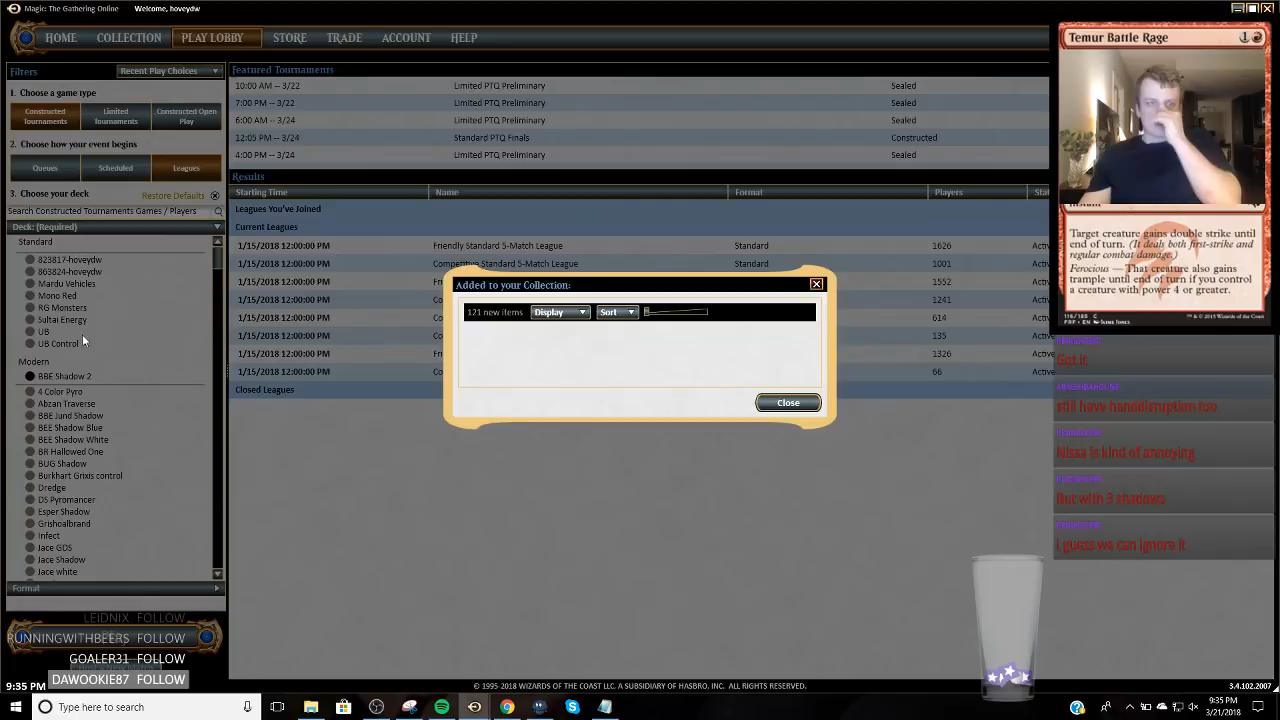 Magic: The Gathering Online
Welcome, hoveydw
HOME
COLLECTION
PLAY LOBBY
STORE
TRADE
ACCOUNT
HELP
Filters
Recent Play Choices
1. Choose a game type
Constructed Tournaments
Limited Tournaments
Constructed Open Play
2. Choose how your event begins
Queues
Scheduled
Leagues
3. Choose your deck
Restore Defaults
Search Constructed Tournaments Games / Players
Deck: (Required)
Standard
823817-hoveydw
863824-hoveydw
Mardu Vehicles
Mono Red
RG Monsters
Sultai Energy
UB
UB Control
Modern
BBE Shadow 2
4 Color Pyro
Abzan Traverse
BBE Jund Shadow
BEE Shadow Blue
BEE Shadow White
BR Hallowed One
BUG Shadow
Burkhart Grixis control
Dredge
DS Pyromancer
Esper Shadow
Grishoalbrand
Infect
Jace GDS
Jace Shadow
Jace white
Format
LEIDNIX FOLLOW
RUNNINGWITHBEERS FOLLOW
GOALER31 FOLLOW
DAWOOKIE87 FOLLOW
9:35 PM
Featured Tournaments
10:00 AM -- 3/22 Limited PTQ Preliminary Sealed
7:00 PM -- 3/22 Limited PTQ Preliminary Sealed
6:00 AM -- 3/24 Limited PTQ Preliminary Sealed
12:05 PM -- 3/24 Standard PTQ Finals Constructed
4:00 PM -- 3/24 Limited PTQ Preliminary Sealed
Results
Starting Time Name Format Players
Leagues You've Joined
Current Leagues
1/15/2018 12:00:00 PM Friendly Standard 5-Match League Standard 1626
1/15/2018 12:00:00 PM Competitive Standard 5-Match League Standard 1001
1/15/2018 12:00:00 PM 1552
1/15/2018 12:00:00 PM 1241
1/15/2018 12:00:00 PM 614
1/15/2018 12:00:00 PM 135
1/15/2018 12:00:00 PM 1326
1/15/2018 12:00:00 PM 66
Closed Leagues
Added to your Collection:
121 new items
Display
Sort
Close
Temur Battle Rage
Instant
Target creature gains double strike until
end of turn. (It deals both first-strike and
regular combat damage.)
Ferocious — That creature also gains
trample until end of turn if you control
a creature with power 4 or greater.
116/185 C
Got it
still have handdisruption too
Nissa is kind of annoying
But with 3 shadows
I guess we can ignore it
© 1995-2018 WIZARDS OF THE COAST LLC, A SUBSIDIARY OF HASBRO, INC. ALL RIGHTS RESERVED.
3.4.102.2007
Type here to search
9:35 PM
3/21/2018